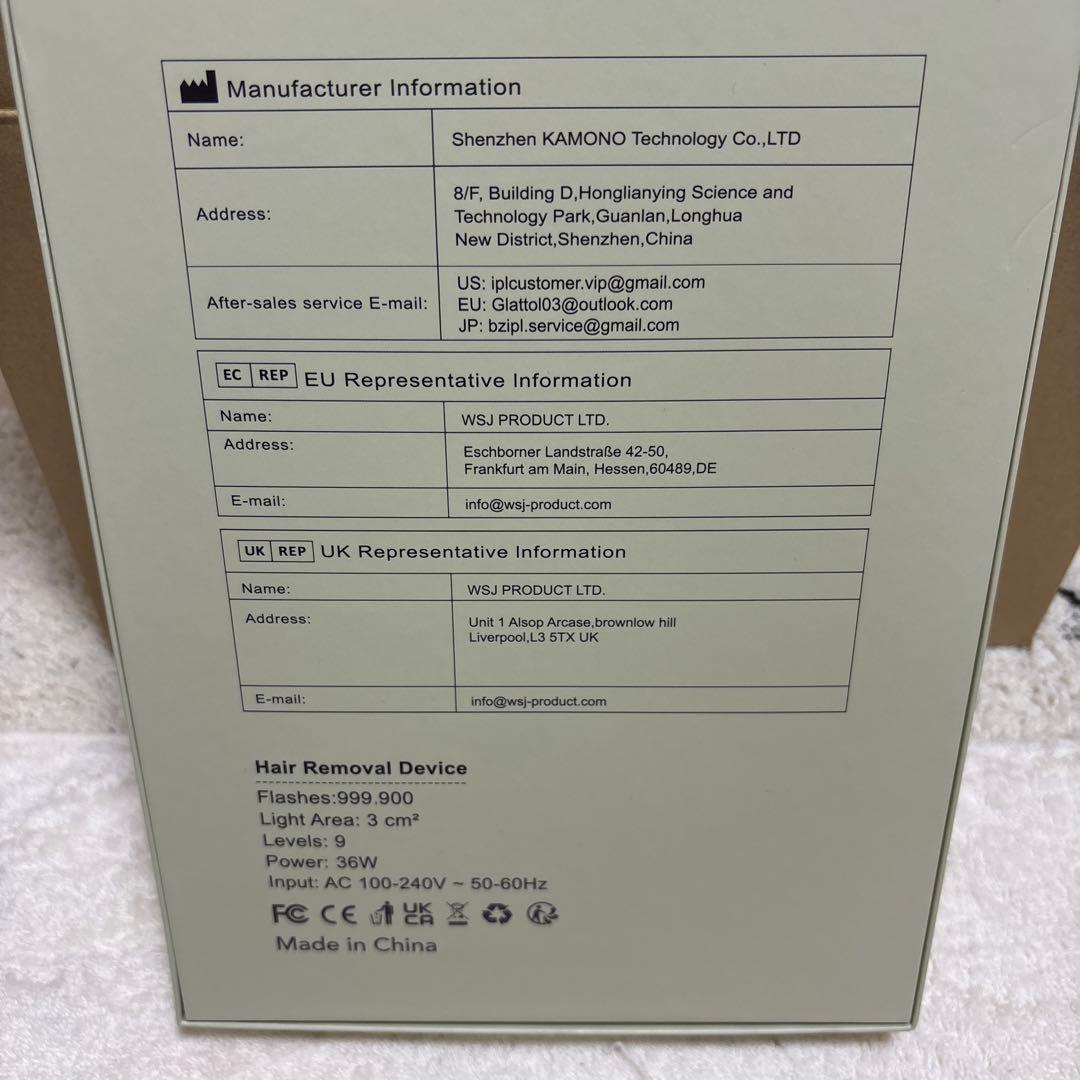 Manufacturer Information
Name: Shenzhen KAMONO Technology Co.,LTD
Address: 8/F, Building D,Honglianying Science and
Technology Park,Guanlan,Longhua
New District,Shenzhen,China
After-sales service E-mail: US: iplcustomer.vip@gmail.com
EU: Glattol03@outlook.com
JP: bzipl.service@gmail.com
EC REP EU Representative Information
Name: WSJ PRODUCT LTD.
Address: Eschborner Landstraße 42-50,
Frankfurt am Main, Hessen,60489,DE
E-mail: info@wsj-product.com
UK REP UK Representative Information
Name: WSJ PRODUCT LTD.
Address: Unit 1 Alsop Arcase,brownlow hill
Liverpool,L3 5TX UK
E-mail: info@wsj-product.com
Hair Removal Device
Flashes:999.900
Light Area: 3 cm²
Levels: 9
Power: 36W
Input: AC 100-240V ~ 50-60Hz
FC CE UK CA
Made in China